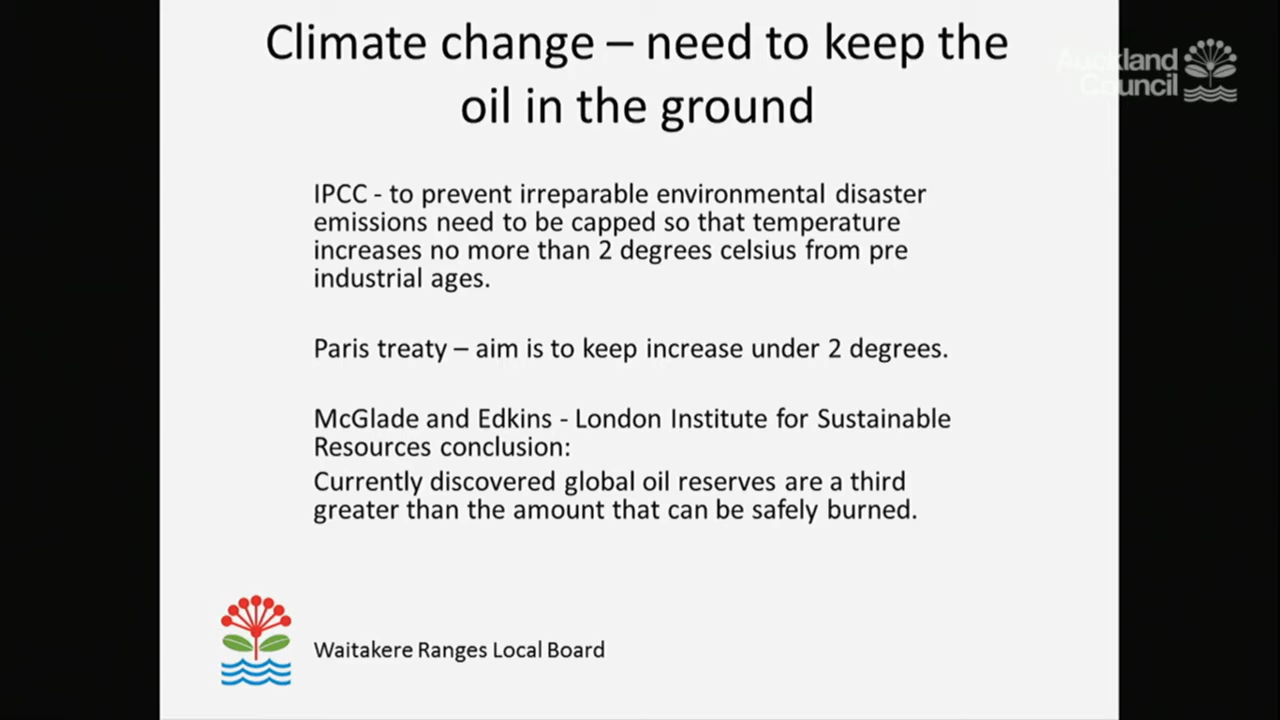 Climate change – need to keep the
oil in the ground
Auckland
Council
IPCC - to prevent irreparable environmental disaster
emissions need to be capped so that temperature
increases no more than 2 degrees celsius from pre
industrial ages.
Paris treaty – aim is to keep increase under 2 degrees.
McGlade and Edkins - London Institute for Sustainable
Resources conclusion:
Currently discovered global oil reserves are a third
greater than the amount that can be safely burned.
Waitakere Ranges Local Board